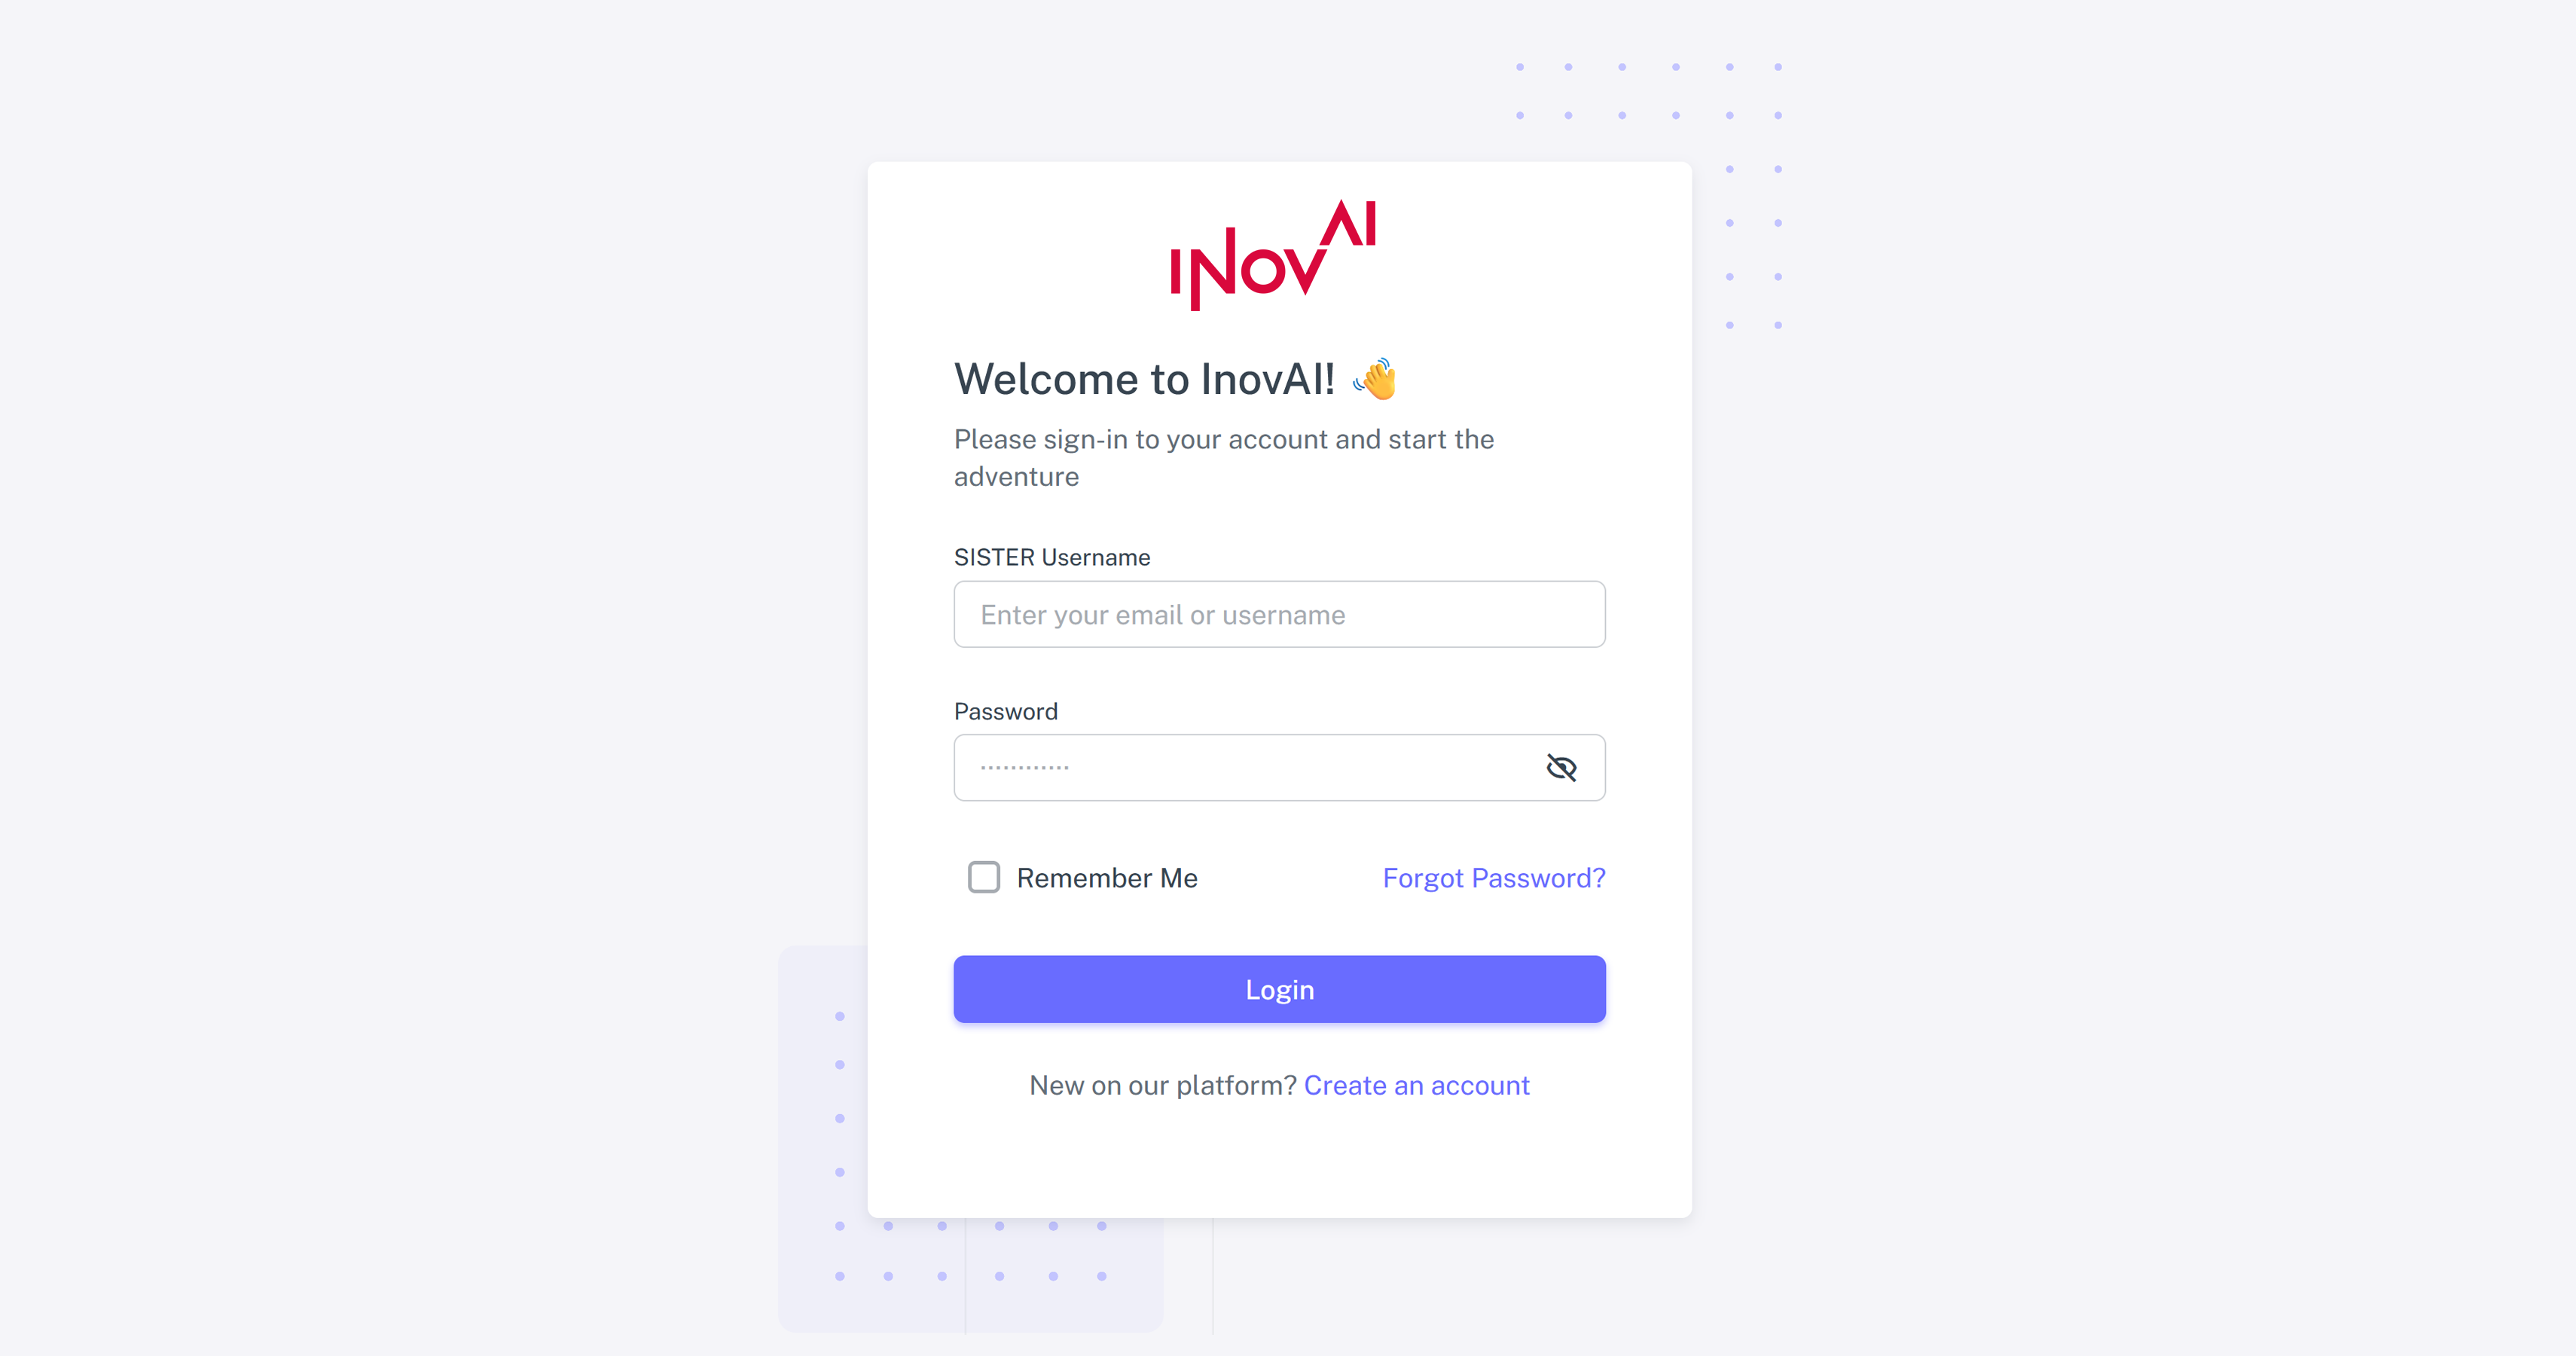 INovAI
Welcome to InovAI! 👋
Please sign-in to your account and start the
adventure
SISTER Username
Enter your email or username
Password
············
Remember Me
Forgot Password?
Login
New on our platform? Create an account